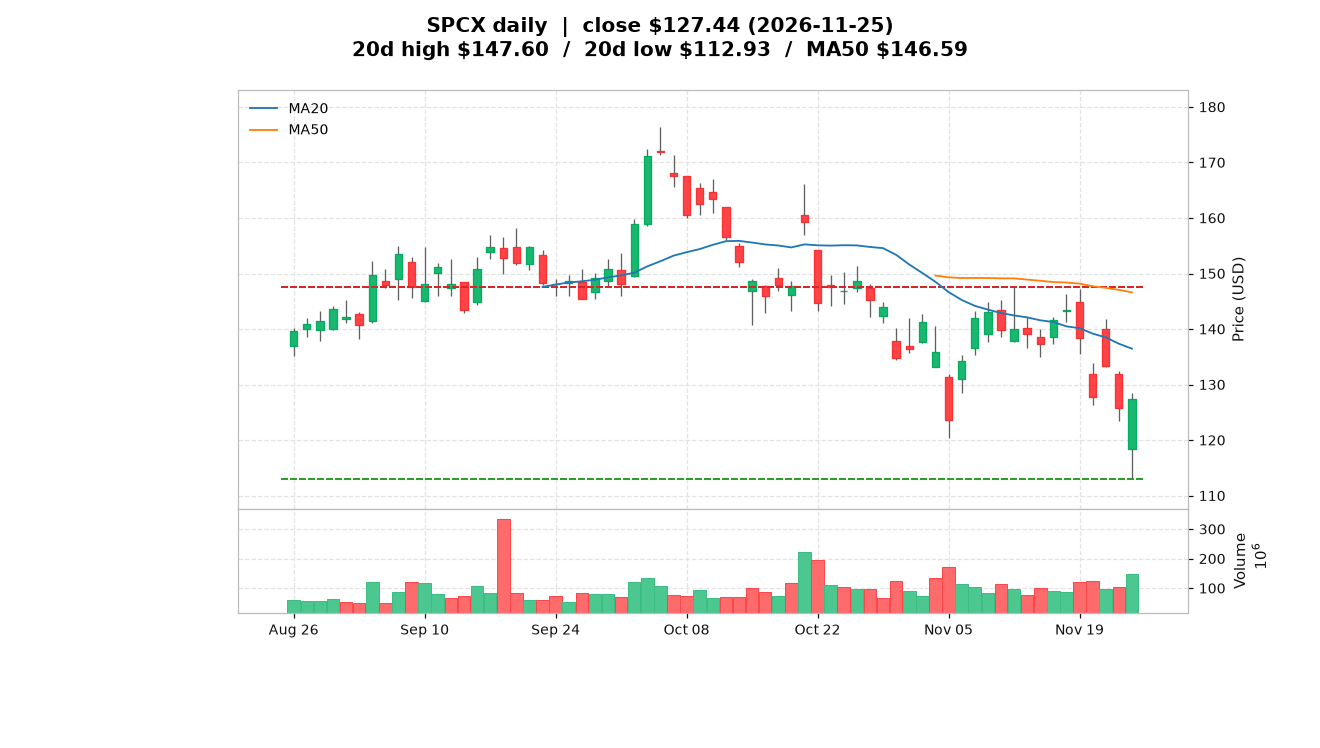 SPCX daily | close $127.44 (2026-11-25)
20d high $147.60 / 20d low $112.93 / MA50 $146.59
MA20
MA50
180
170
160
150
140
130
120
110
Price (USD)
300
200
100
Volume
10⁶
Aug 26
Sep 10
Sep 24
Oct 08
Oct 22
Nov 05
Nov 19